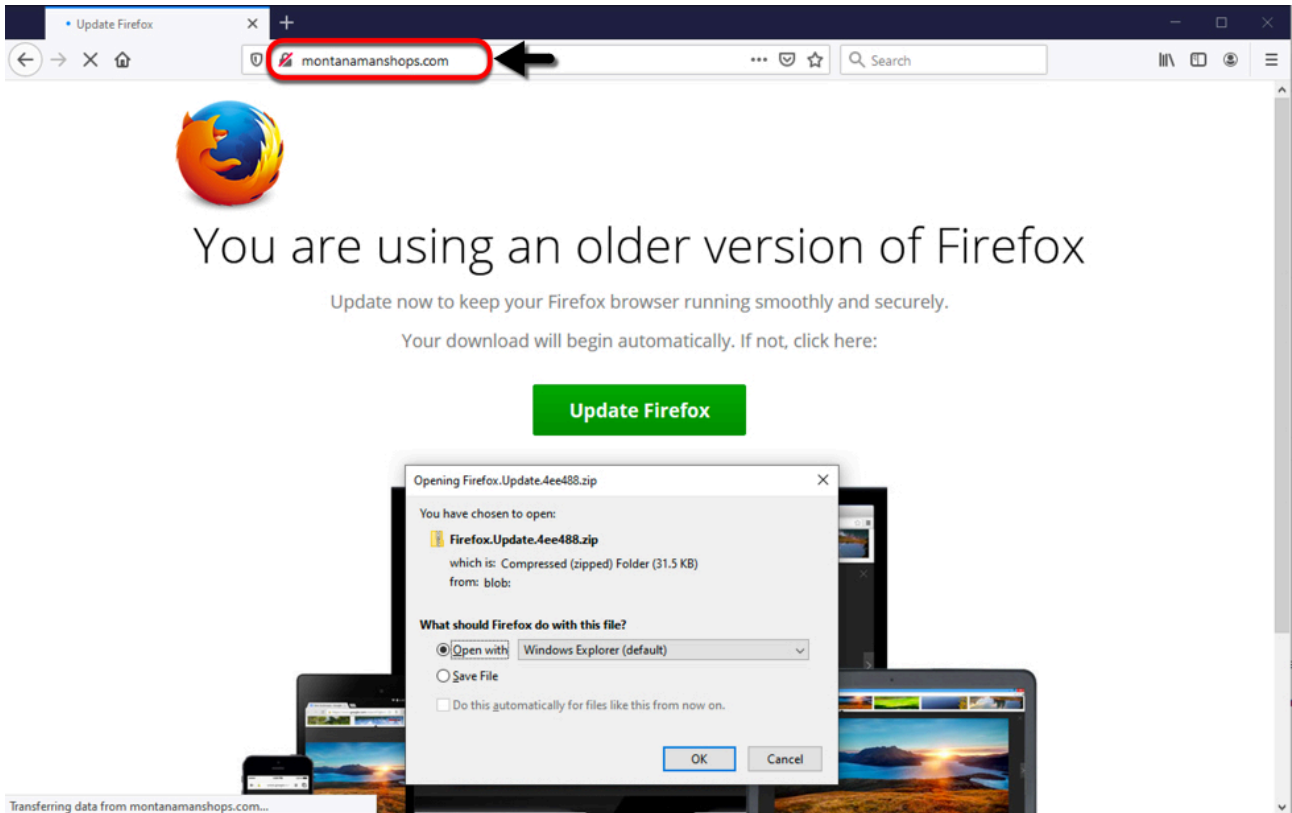 Update Firefox
montanamanshops.com
Search
You are using an older version of Firefox
Update now to keep your Firefox browser running smoothly and securely.
Your download will begin automatically. If not, click here:
Update Firefox
Opening Firefox.Update.4ee488.zip
You have chosen to open:
Firefox.Update.4ee488.zip
which is: Compressed (zipped) Folder (31.5 KB)
from: blob:
What should Firefox do with this file?
Open with Windows Explorer (default)
Save File
Do this automatically for files like this from now on.
OK Cancel
Transferring data from montanamanshops.com...